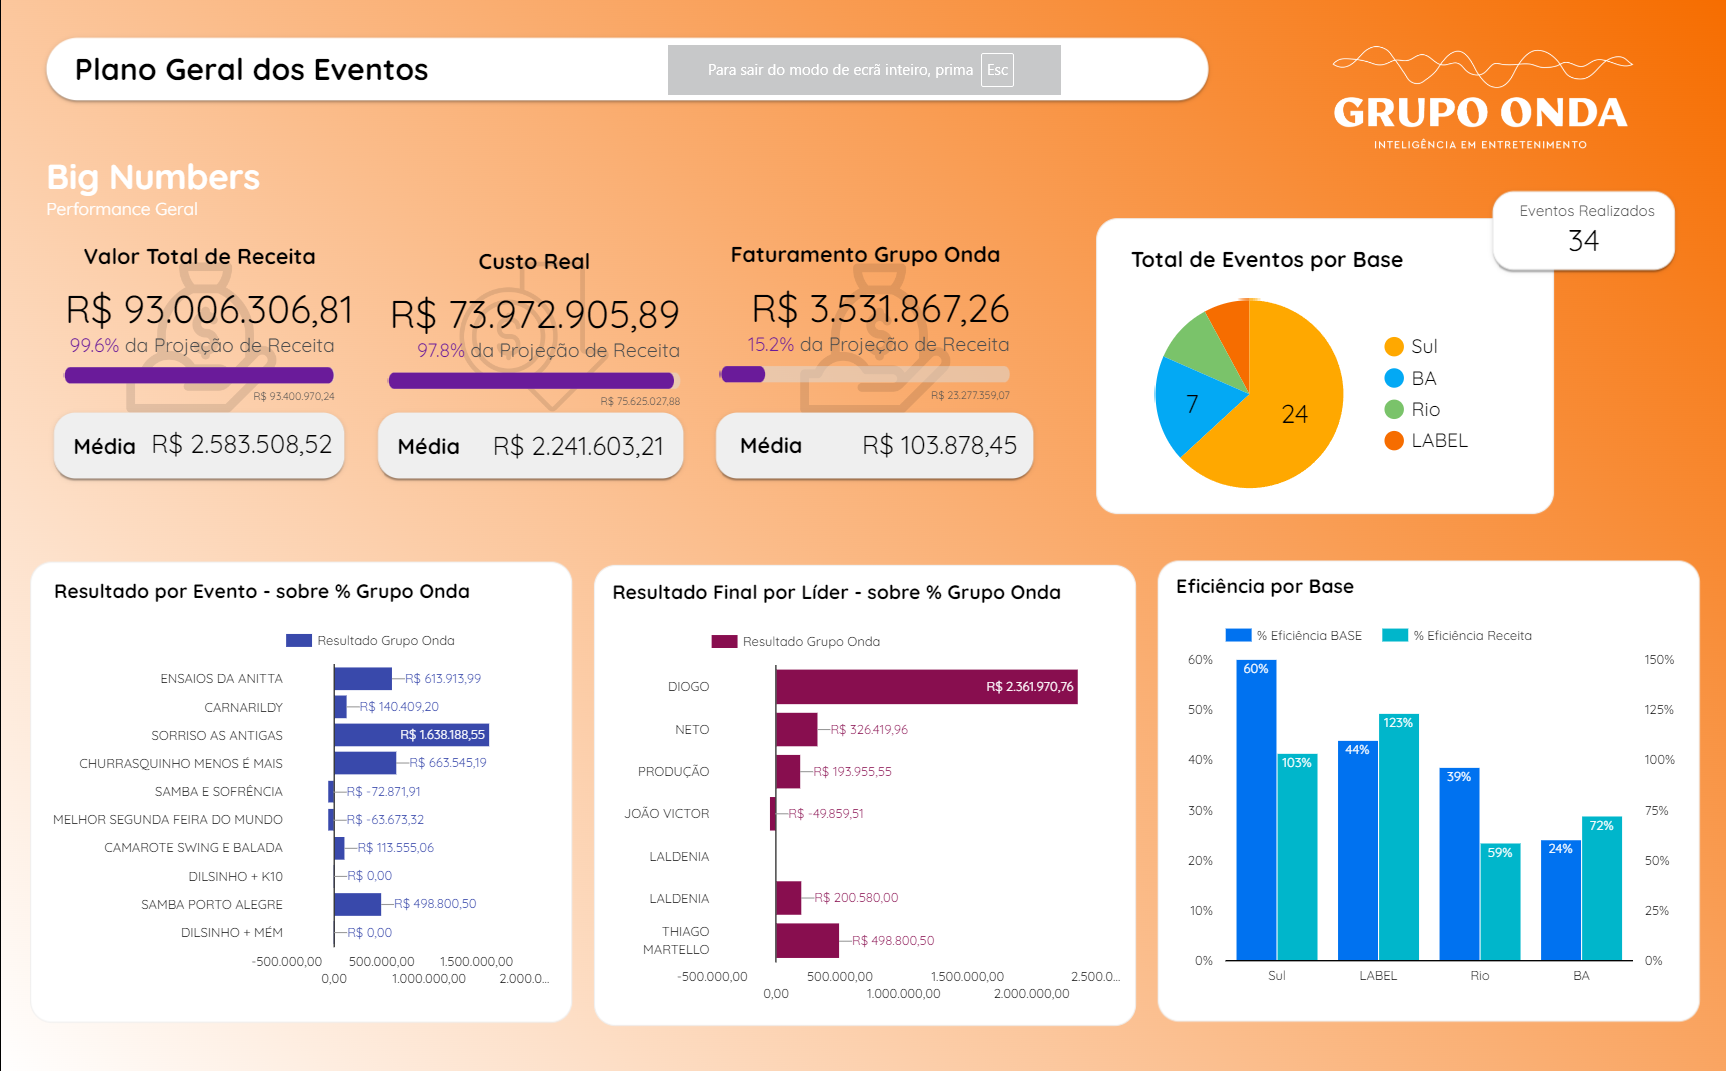 Plano Geral dos Eventos
Para sair do modo de ecrã inteiro, prima Esc
GRUPO ONDA
INTELIGÊNCIA EM ENTRETENIMENTO
Big Numbers
Performance Geral
Valor Total de Receita
R$ 93.006.306,81
99.6% da Projeção de Receita
R$ 93.400.970,24
Média R$ 2.583.508,52
Custo Real
R$ 73.972.905,89
97.8% da Projeção de Receita
R$ 75.625.027,88
Média R$ 2.241.603,21
Faturamento Grupo Onda
R$ 3.531.867,26
15.2% da Projeção de Receita
R$ 23.277.359,07
Média R$ 103.878,45
Eventos Realizados
34
Total de Eventos por Base
7
24
Sul
BA
Rio
LABEL
Resultado por Evento - sobre % Grupo Onda
Resultado Grupo Onda
ENSAIOS DA ANITTA R$ 613.913,99
CARNARILDY R$ 140.409,20
SORRISO AS ANTIGAS R$ 1.638.188,55
CHURRASQUINHO MENOS É MAIS R$ 663.545,19
SAMBA E SOFRÊNCIA R$ -72.871,91
MELHOR SEGUNDA FEIRA DO MUNDO R$ -63.673,32
CAMAROTE SWING E BALADA R$ 113.555,06
DILSINHO + K10 R$ 0,00
SAMBA PORTO ALEGRE R$ 498.800,50
DILSINHO + MÉM R$ 0,00
-500.000,00 500.000,00 1.500.000,00
0,00 1.000.000,00 2.000.0...
Resultado Final por Líder - sobre % Grupo Onda
Resultado Grupo Onda
DIOGO R$ 2.361.970,76
NETO R$ 326.419,96
PRODUÇÃO R$ 193.955,55
JOÃO VICTOR R$ -49.859,51
LALDENIA
LALDENIA R$ 200.580,00
THIAGO
MARTELLO R$ 498.800,50
-500.000,00 500.000,00 1.500.000,00 2.500.0...
0,00 1.000.000,00 2.000.000,00
Eficiência por Base
% Eficiência BASE % Eficiência Receita
60% 150%
60%
50% 125%
123%
44%
40% 100%
103%
39%
30% 75%
72%
59%
24%
20% 50%
10% 25%
0% 0%
Sul LABEL Rio BA